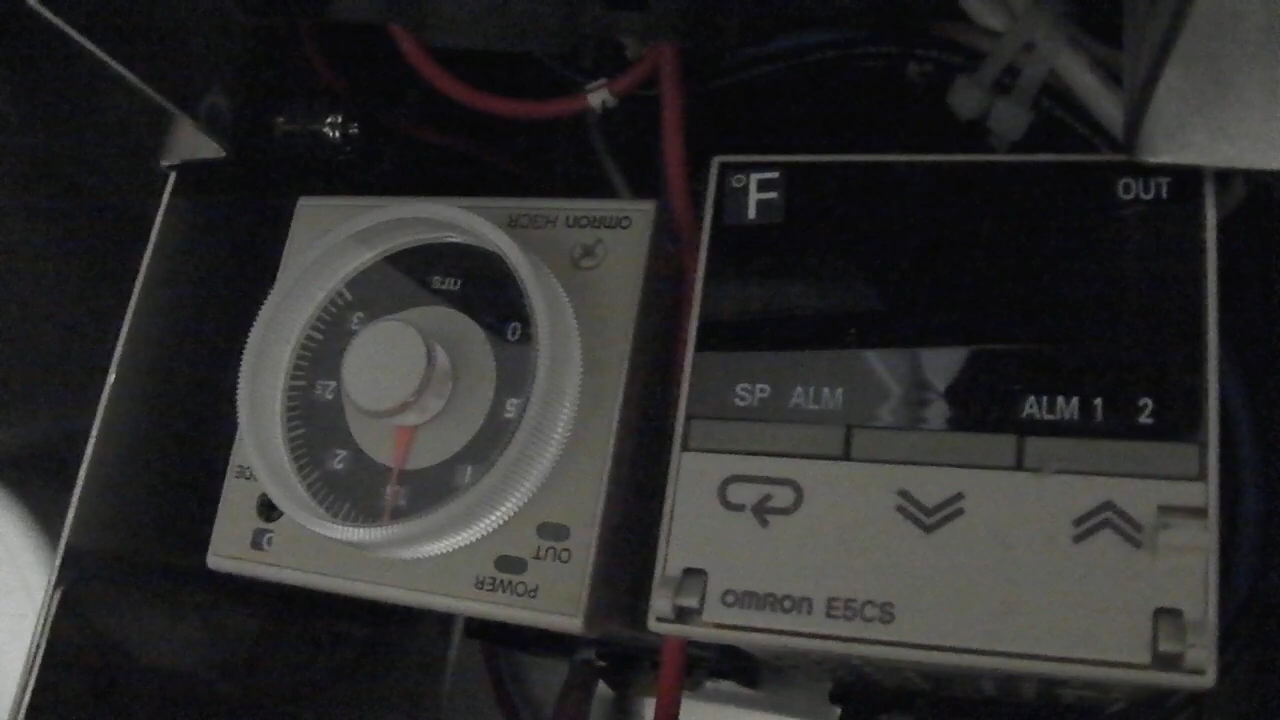 °F
OUT
SP ALM
ALM 1 2
OMRON E5CS
OMRON H3CR
hrs
0
.5
1
1.5
2
2.5
3
OUT
POWER